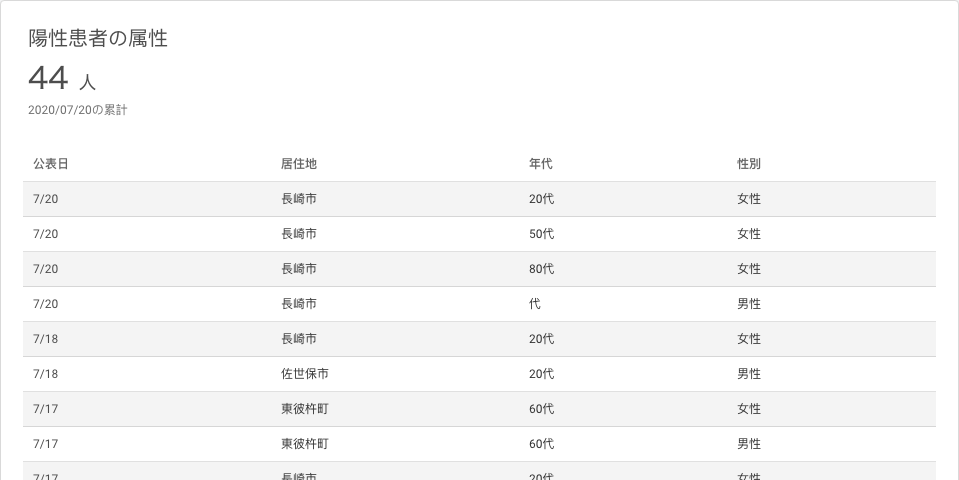 陽性患者の属性
44 人
2020/07/20の累計
公表日 居住地 年代 性別
7/20 長崎市 20代 女性
7/20 長崎市 50代 女性
7/20 長崎市 80代 女性
7/20 長崎市 代 男性
7/18 長崎市 20代 女性
7/18 佐世保市 20代 男性
7/17 東彼杵町 60代 女性
7/17 東彼杵町 60代 男性
7/17 長崎市 20代 女性